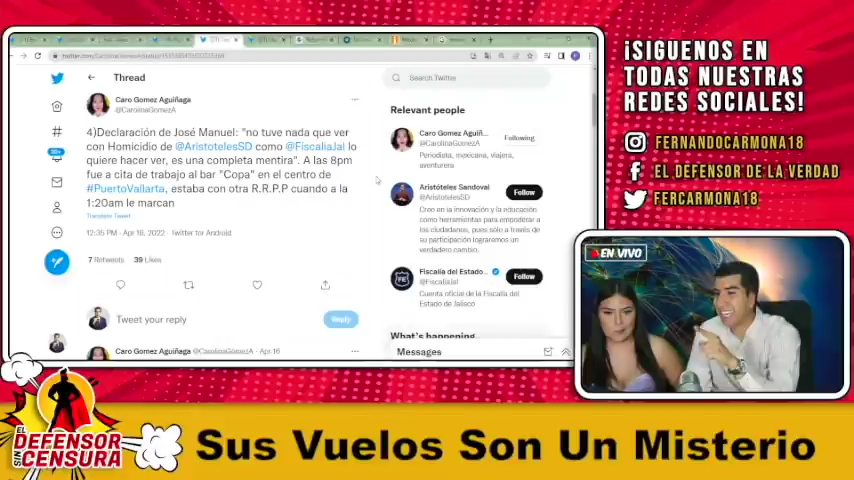 Thread
Search Twitter
Caro Gomez Aguiñaga
@CarolinaGomezA
4)Declaración de José Manuel: "no tuve nada que ver
con Homicidio de @AristotelesSD como @FiscaliaJal lo
quiere hacer ver, es una completa mentira". A las 8pm
fue a cita de trabajo al bar "Copa" en el centro de
#PuertoVallarta, estaba con otra R.R.P.P cuando a la
1:20am le marcan
Translate Tweet
12:35 PM · Apr 16, 2022 · Twitter for Android
7 Retweets 39 Likes
Tweet your reply
Reply
Caro Gomez Aguiñaga @CarolinaGomezA · Apr 16
Relevant people
Caro Gomez Aguiñ...
@CarolinaGomezA
Following
Periodista, mexicana, viajera,
aventurera
Aristóteles Sandoval
@AristotelesSD
Follow
Creo en la innovación y la educación
como herramientas para empoderar a
los ciudadanos, pues sólo a través de
su participación lograremos un
verdadero cambio.
Fiscalía del Estado...
@FiscaliaJal
Follow
Cuenta oficial de la Fiscalía del
Estado de Jalisco
What's happening
Messages
¡SIGUENOS EN
TODAS NUESTRAS
REDES SOCIALES!
FERNANDOCARMONA18
EL DEFENSOR DE LA VERDAD
FERCARMONA18
EN VIVO
EL
DEFENSOR
SIN
CENSURA
Sus Vuelos Son Un Misterio